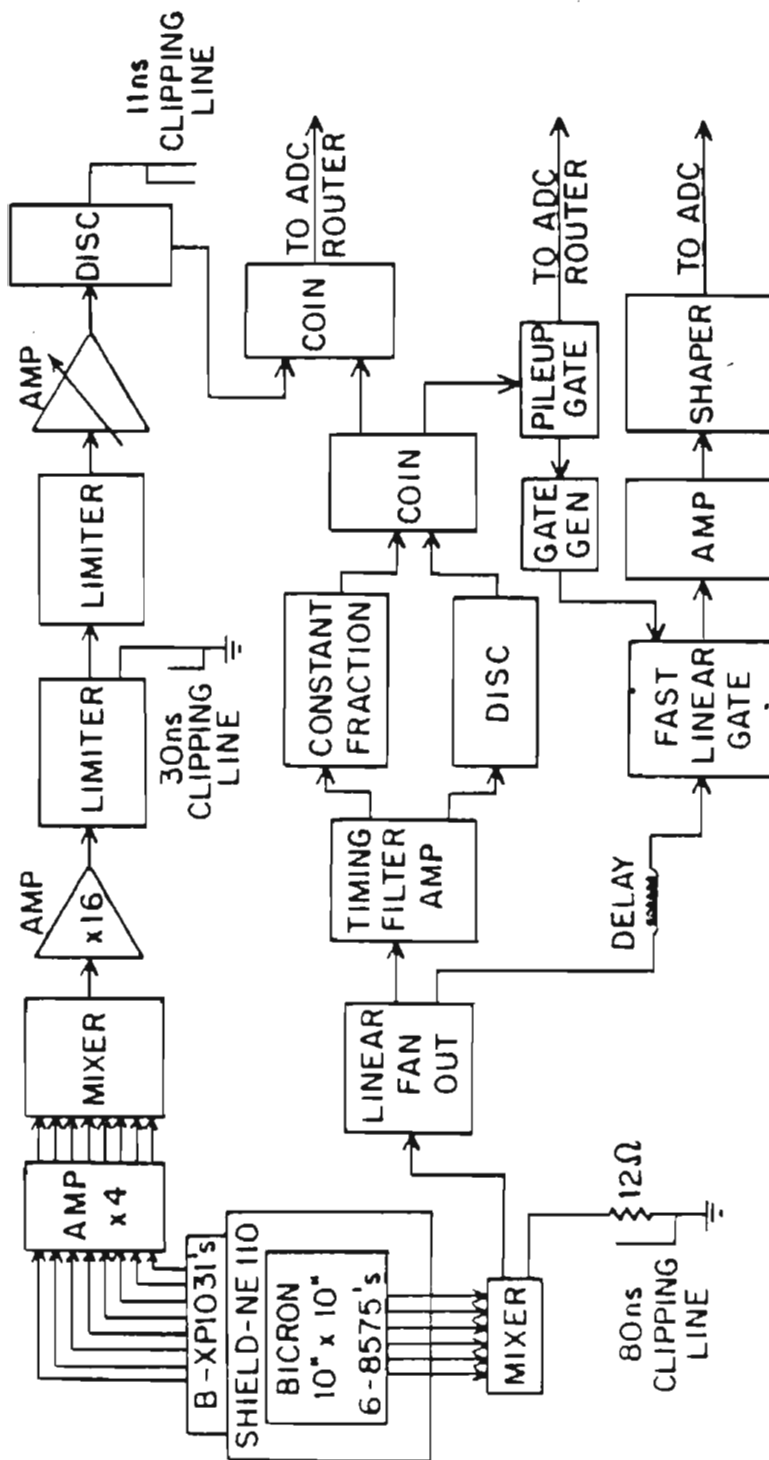 AMP
x4
MIXER
AMP
x16
LIMITER
30ns
CLIPPING
LINE
LIMITER
AMP
DISC
11ns
CLIPPING
LINE
B-XP1031's
SHIELD-NE 110
BICRON
10" x 10"
6-8575's
MIXER
80ns
CLIPPING
LINE
12Ω
LINEAR
FAN
OUT
TIMING
FILTER
AMP
CONSTANT
FRACTION
DISC
COIN
COIN
TO ADC
ROUTER
DELAY
FAST
LINEAR
GATE
GATE
GEN
PILEUP
GATE
TO ADC
ROUTER
AMP
SHAPER
TO ADC